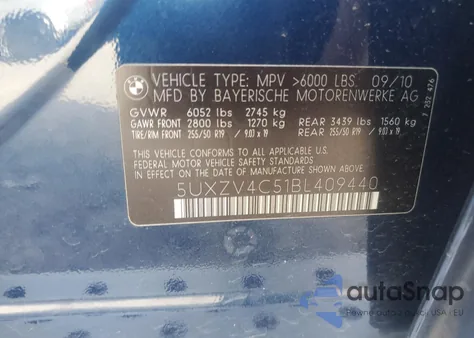 VEHICLE TYPE: MPV >6000 LBS. 09/10
MFD BY BAYERISCHE MOTORENWERKE AG
GVWR 6052 lbs 2745 kg
GAWR FRONT 2800 lbs 1270 kg REAR 3439 lbs 1560 kg
TIRE/RIM FRONT 255/50 R19 / 9.0J x 19 REAR 255/50 R19 / 9.0J x 19
THIS VEHICLE CONFORMS TO ALL APPLICABLE U.S.
FEDERAL MOTOR VEHICLE SAFETY STANDARDS IN EFFECT
ON THE DATE OF MANUFACTURE SHOWN ABOVE.
5UXZV4C51BL409440
7 252 476
autoSnap